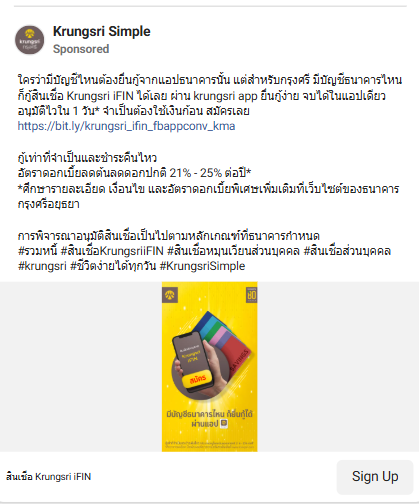 Krungsri Simple
Sponsored
ใครว่ามีบัญชีไหนต้องยื่นกู้จากแอปธนาคารนั้น แต่สำหรับกรุงศรี มีบัญชีธนาคารไหน
ก็กู้สินเชื่อ Krungsri iFIN ได้เลย ผ่าน krungsri app ยื่นกู้ง่าย จบได้ในแอปเดียว
อนุมัติไวใน 1 วัน* จำเป็นต้องใช้เงินก้อน สมัครเลย
https://bit.ly/krungsri_ifin_fbappconv_kma
กู้เท่าที่จำเป็นและชำระคืนไหว
อัตราดอกเบี้ยลดต้นลดดอกปกติ 21% - 25% ต่อปี*
*ศึกษารายละเอียด เงื่อนไข และอัตราดอกเบี้ยพิเศษเพิ่มเติมที่เว็บไซต์ของธนาคาร
กรุงศรีอยุธยา
การพิจารณาอนุมัติสินเชื่อเป็นไปตามหลักเกณฑ์ที่ธนาคารกำหนด
#รวมหนี้ #สินเชื่อKrungsriiFIN #สินเชื่อหมุนเวียนส่วนบุคคล #สินเชื่อส่วนบุคคล
#krungsri #ชีวิตง่ายได้ทุกวัน #KrungsriSimple
Krungsri
iFIN
สมัคร
มีบัญชีธนาคารไหน ก็ยื่นกู้ได้
ผ่านแอป
สินเชื่อ Krungsri iFIN
Sign Up